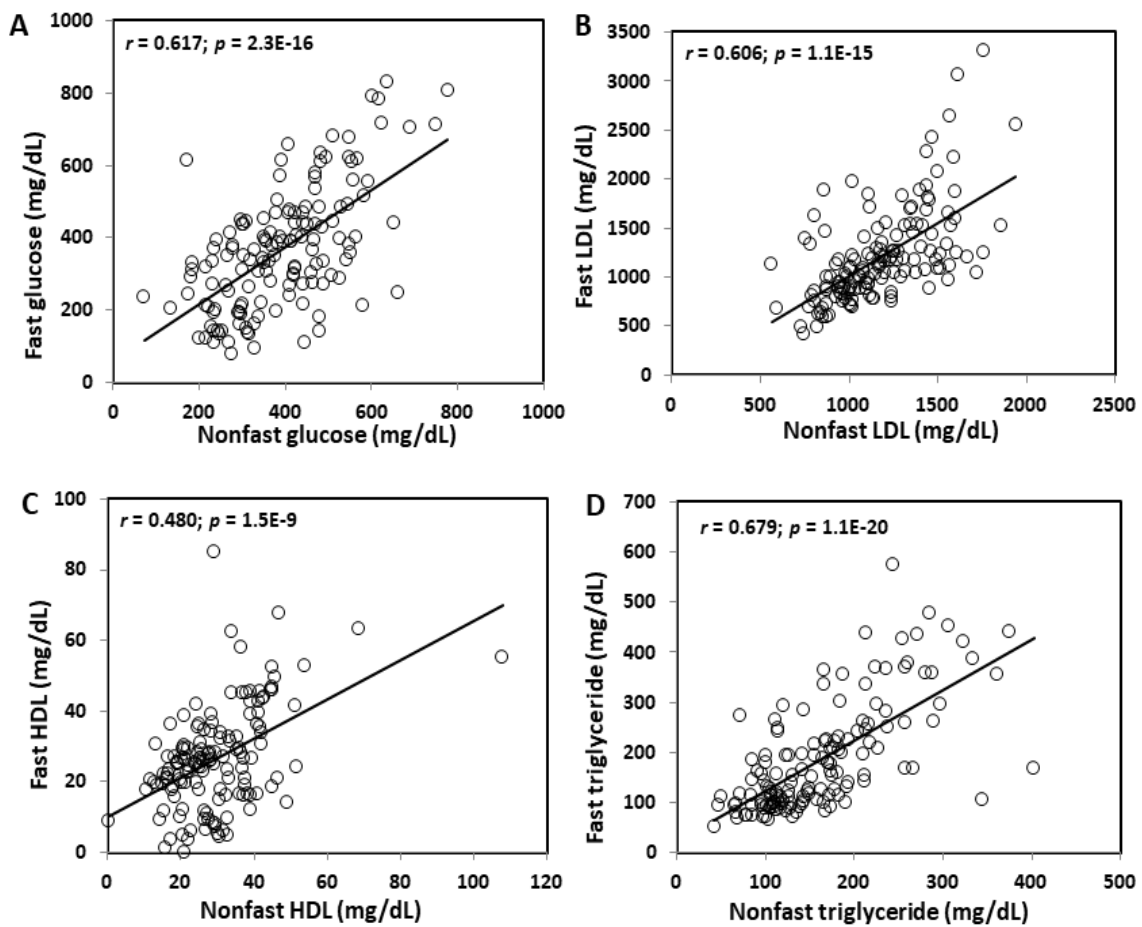 A
r = 0.617; p = 2.3E-16
1000
800
600
400
200
0
Fast glucose (mg/dL)
0 200 400 600 800 1000
Nonfast glucose (mg/dL)
B
r = 0.606; p = 1.1E-15
3500
3000
2500
2000
1500
1000
500
0
Fast LDL (mg/dL)
0 500 1000 1500 2000 2500
Nonfast LDL (mg/dL)
C
r = 0.480; p = 1.5E-9
100
80
60
40
20
0
Fast HDL (mg/dL)
0 20 40 60 80 100 120
Nonfast HDL (mg/dL)
D
r = 0.679; p = 1.1E-20
700
600
500
400
300
200
100
0
Fast triglyceride (mg/dL)
0 100 200 300 400 500
Nonfast triglyceride (mg/dL)